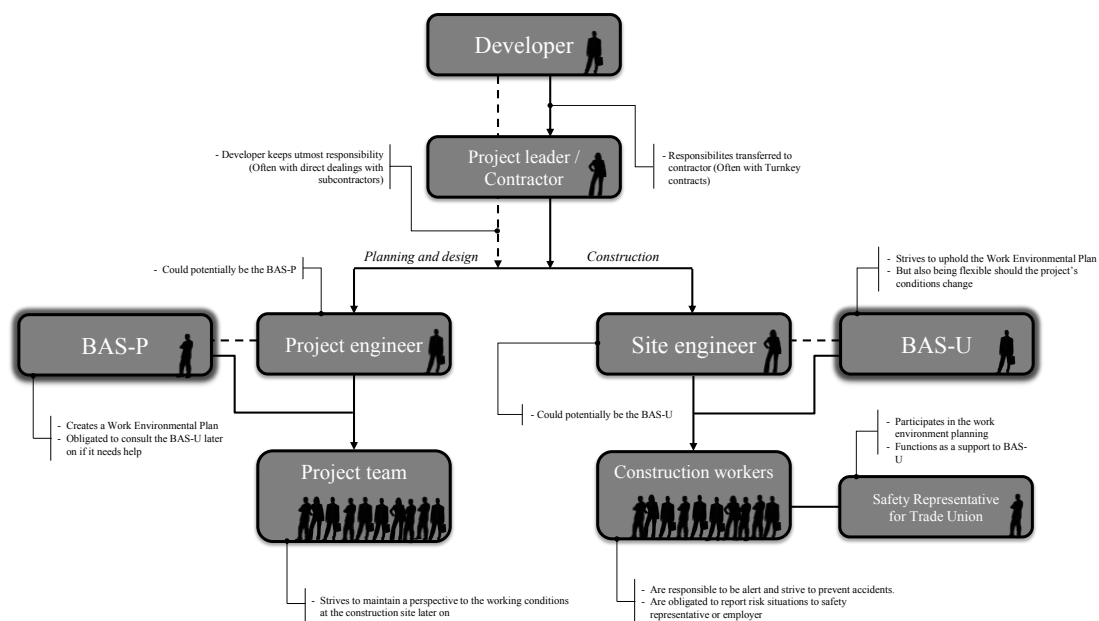 Developer
- Developer keeps utmost responsibility
(Often with direct dealings with
subcontractors)
Project leader /
Contractor
- Responsibilites transferred to
contractor (Often with Turnkey
contracts)
Planning and design
Construction
- Could potentially be the BAS-P
- Strives to uphold the Work Environmental Plan
- But also being flexible should the project's
conditions change
BAS-P
Project engineer
Site engineer
BAS-U
- Creates a Work Environmental Plan
- Obligated to consult the BAS-U later
on if it needs help
- Could potentially be the BAS-U
- Participates in the work
environment planning
- Functions as a support to BAS-
U
Project team
Construction workers
Safety Representative
for Trade Union
- Strives to maintain a perspective to the working conditions
at the construction site later on
- Are responsible to be alert and strive to prevent accidents.
- Are obligated to report risk situations to safety
representative or employer